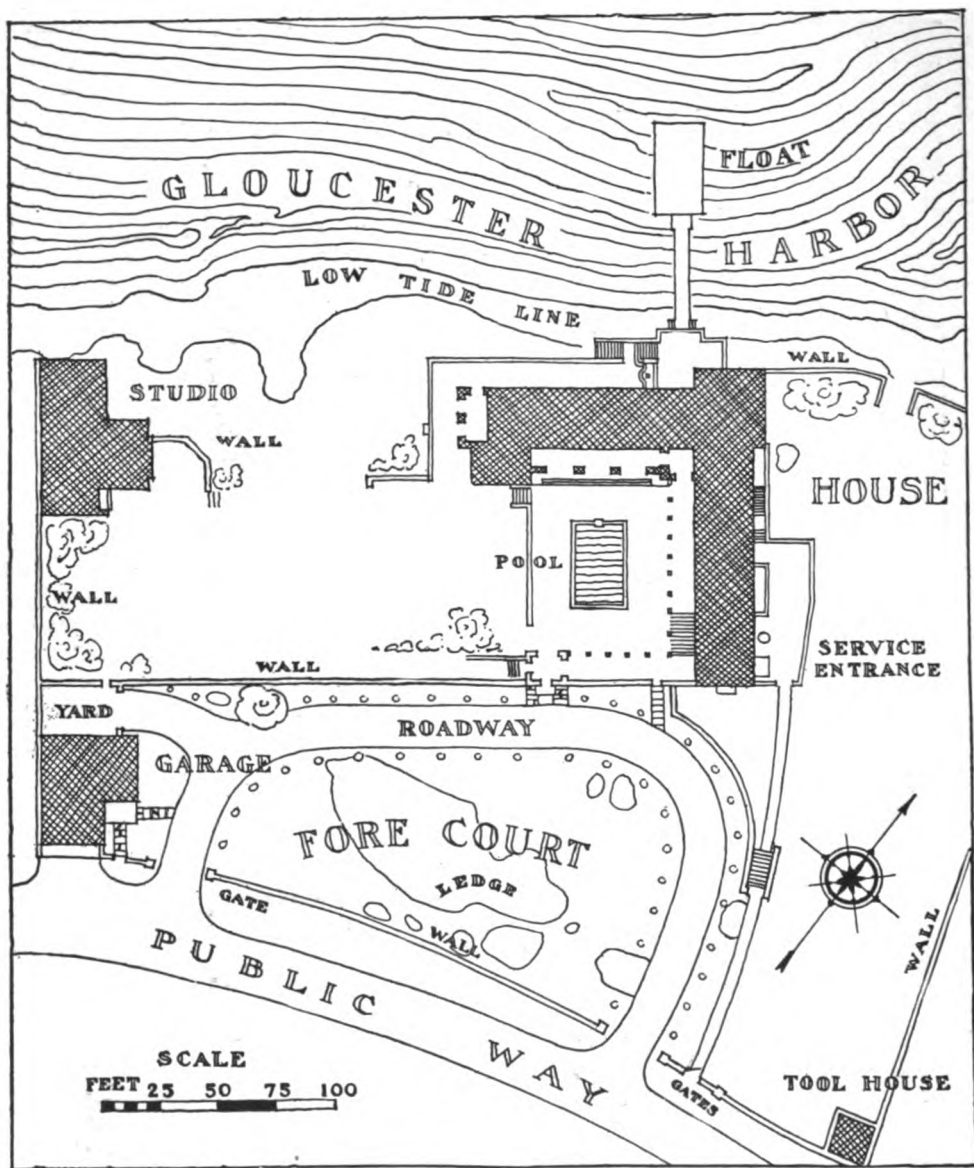 FLOAT
GLOUCESTER HARBOR
LOW TIDE LINE
WALL
STUDIO
WALL
HOUSE
POOL
WALL
SERVICE
ENTRANCE
WALL
YARD
ROADWAY
GARAGE
FORE COURT
LEDGE
GATE
WALL
WALL
PUBLIC WAY
SCALE
FEET 25 50 75 100
GATES
TOOL HOUSE